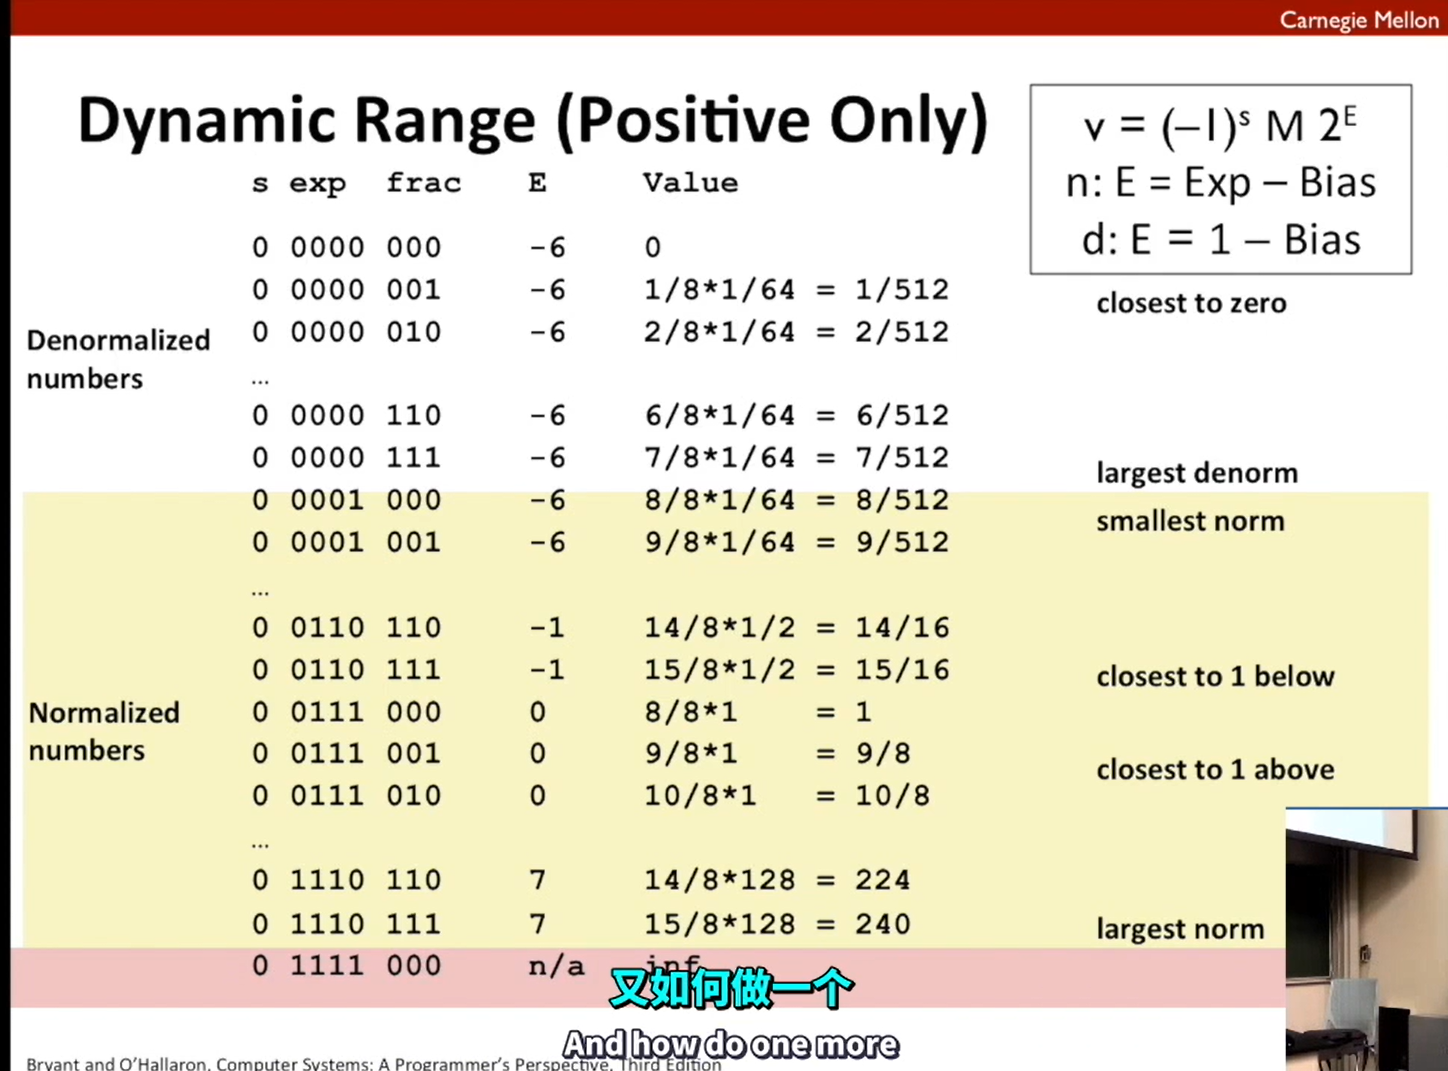 Carnegie Mellon
Dynamic Range (Positive Only)
v = (–1)ˢ M 2ᴱ
n: E = Exp – Bias
d: E = 1 – Bias
s exp frac E Value
0 0000 000 -6 0
0 0000 001 -6 1/8*1/64 = 1/512 closest to zero
0 0000 010 -6 2/8*1/64 = 2/512
Denormalized
numbers
…
0 0000 110 -6 6/8*1/64 = 6/512
0 0000 111 -6 7/8*1/64 = 7/512 largest denorm
0 0001 000 -6 8/8*1/64 = 8/512 smallest norm
0 0001 001 -6 9/8*1/64 = 9/512
…
0 0110 110 -1 14/8*1/2 = 14/16
0 0110 111 -1 15/8*1/2 = 15/16 closest to 1 below
Normalized
numbers
0 0111 000 0 8/8*1 = 1
0 0111 001 0 9/8*1 = 9/8 closest to 1 above
0 0111 010 0 10/8*1 = 10/8
…
0 1110 110 7 14/8*128 = 224
0 1110 111 7 15/8*128 = 240 largest norm
0 1111 000 n/a inf
又如何做一个
And how do one more
Bryant and O'Hallaron, Computer Systems: A Programmer's Perspective, Third Edition